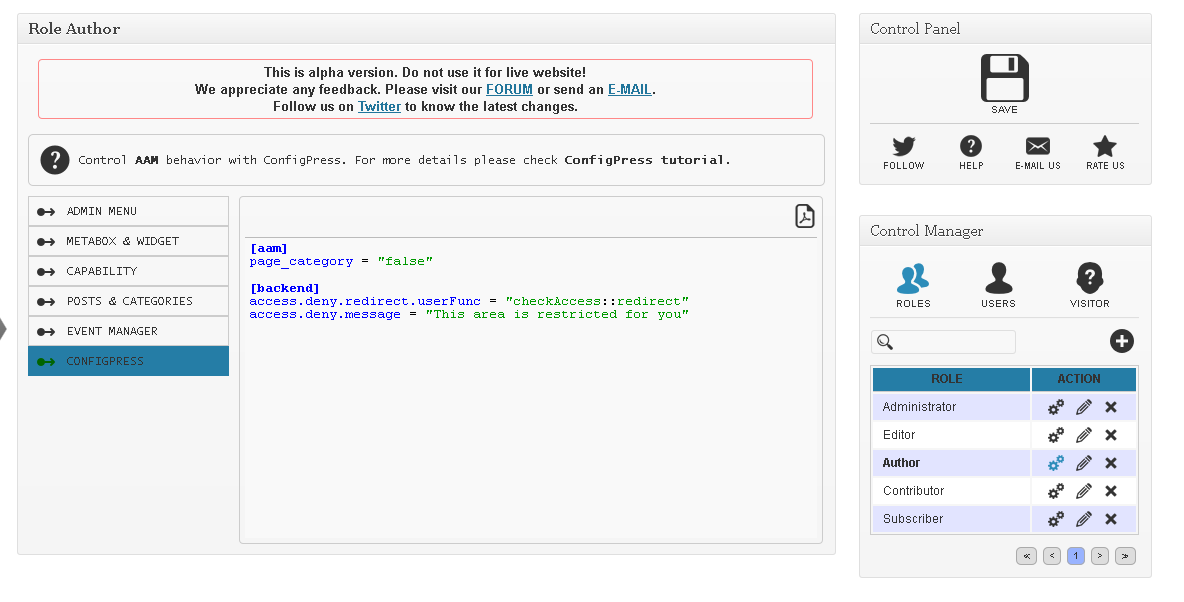 Role Author
This is alpha version. Do not use it for live website!
We appreciate any feedback. Please visit our FORUM or send an E-MAIL.
Follow us on Twitter to know the latest changes.
Control AAM behavior with ConfigPress. For more details please check ConfigPress tutorial.
ADMIN MENU
METABOX & WIDGET
CAPABILITY
POSTS & CATEGORIES
EVENT MANAGER
CONFIGPRESS
[aam]
page_category = "false"
[backend]
access.deny.redirect.userFunc = "checkAccess::redirect"
access.deny.message = "This area is restricted for you"
Control Panel
SAVE
FOLLOW HELP E-MAIL US RATE US
Control Manager
ROLES USERS VISITOR
ROLE ACTION
Administrator
Editor
Author
Contributor
Subscriber
« < 1 > »